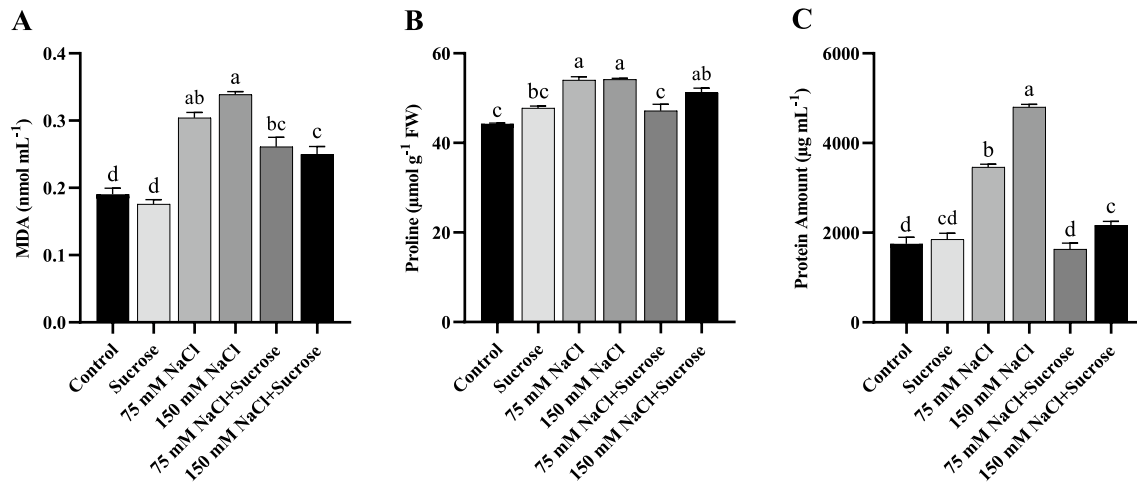 A
MDA (nmol mL⁻¹)
0.4
0.3
0.2
0.1
0.0
d
d
ab
a
bc
c
Control
Sucrose
75 mM NaCl
150 mM NaCl
75 mM NaCl+Sucrose
150 mM NaCl+Sucrose
B
Proline (µmol g⁻¹ FW)
60
40
20
0
c
bc
a
a
c
ab
Control
Sucrose
75 mM NaCl
150 mM NaCl
75 mM NaCl+Sucrose
150 mM NaCl+Sucrose
C
Protein Amount (µg mL⁻¹)
6000
4000
2000
0
d
cd
b
a
d
c
Control
Sucrose
75 mM NaCl
150 mM NaCl
75 mM NaCl+Sucrose
150 mM NaCl+Sucrose